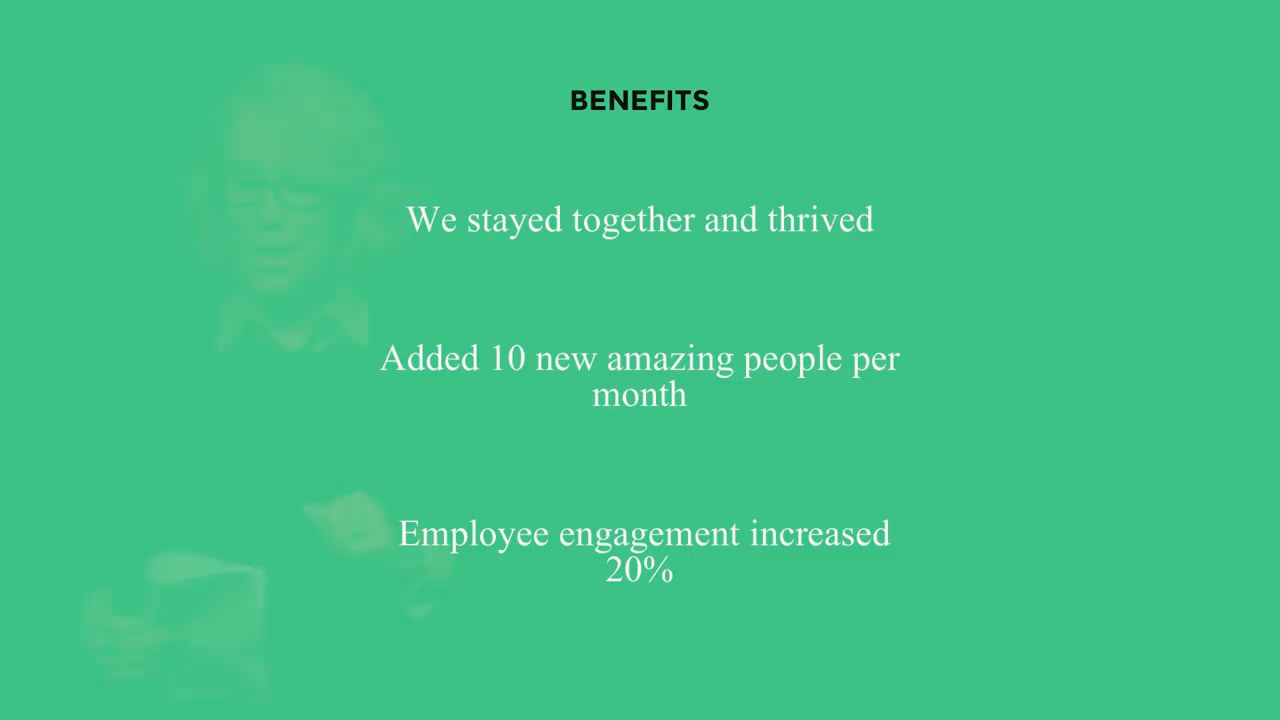 BENEFITS
We stayed together and thrived
Added 10 new amazing people per
month
Employee engagement increased
20%